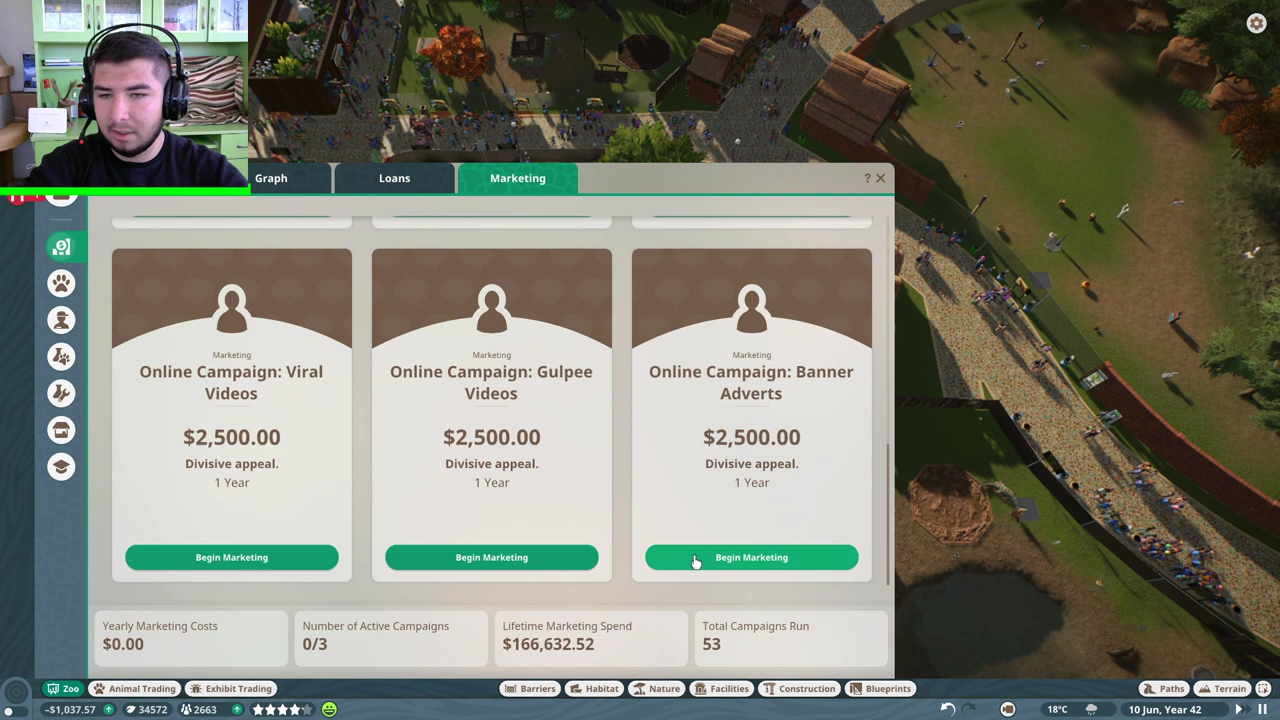 Graph
Loans
Marketing
?
Marketing
Online Campaign: Viral
Videos
$2,500.00
Divisive appeal.
1 Year
Begin Marketing
Marketing
Online Campaign: Gulpee
Videos
$2,500.00
Divisive appeal.
1 Year
Begin Marketing
Marketing
Online Campaign: Banner
Adverts
$2,500.00
Divisive appeal.
1 Year
Begin Marketing
Yearly Marketing Costs
$0.00
Number of Active Campaigns
0/3
Lifetime Marketing Spend
$166,632.52
Total Campaigns Run
53
Zoo
Animal Trading
Exhibit Trading
Barriers
Habitat
Nature
Facilities
Construction
Blueprints
Paths
Terrain
-$1,037.57
34572
2663
18°C
10 Jun, Year 42